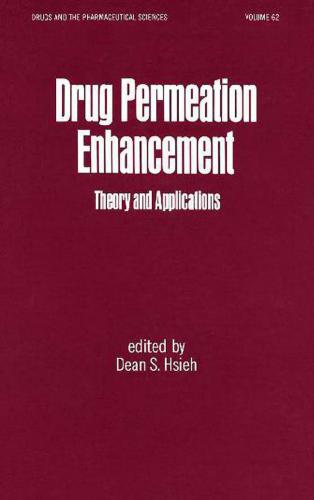 DRUGS AND THE PHARMACEUTICAL SCIENCES VOLUME 62
Drug Permeation
Enhancement
Theory and Applications
edited by
Dean S. Hsieh